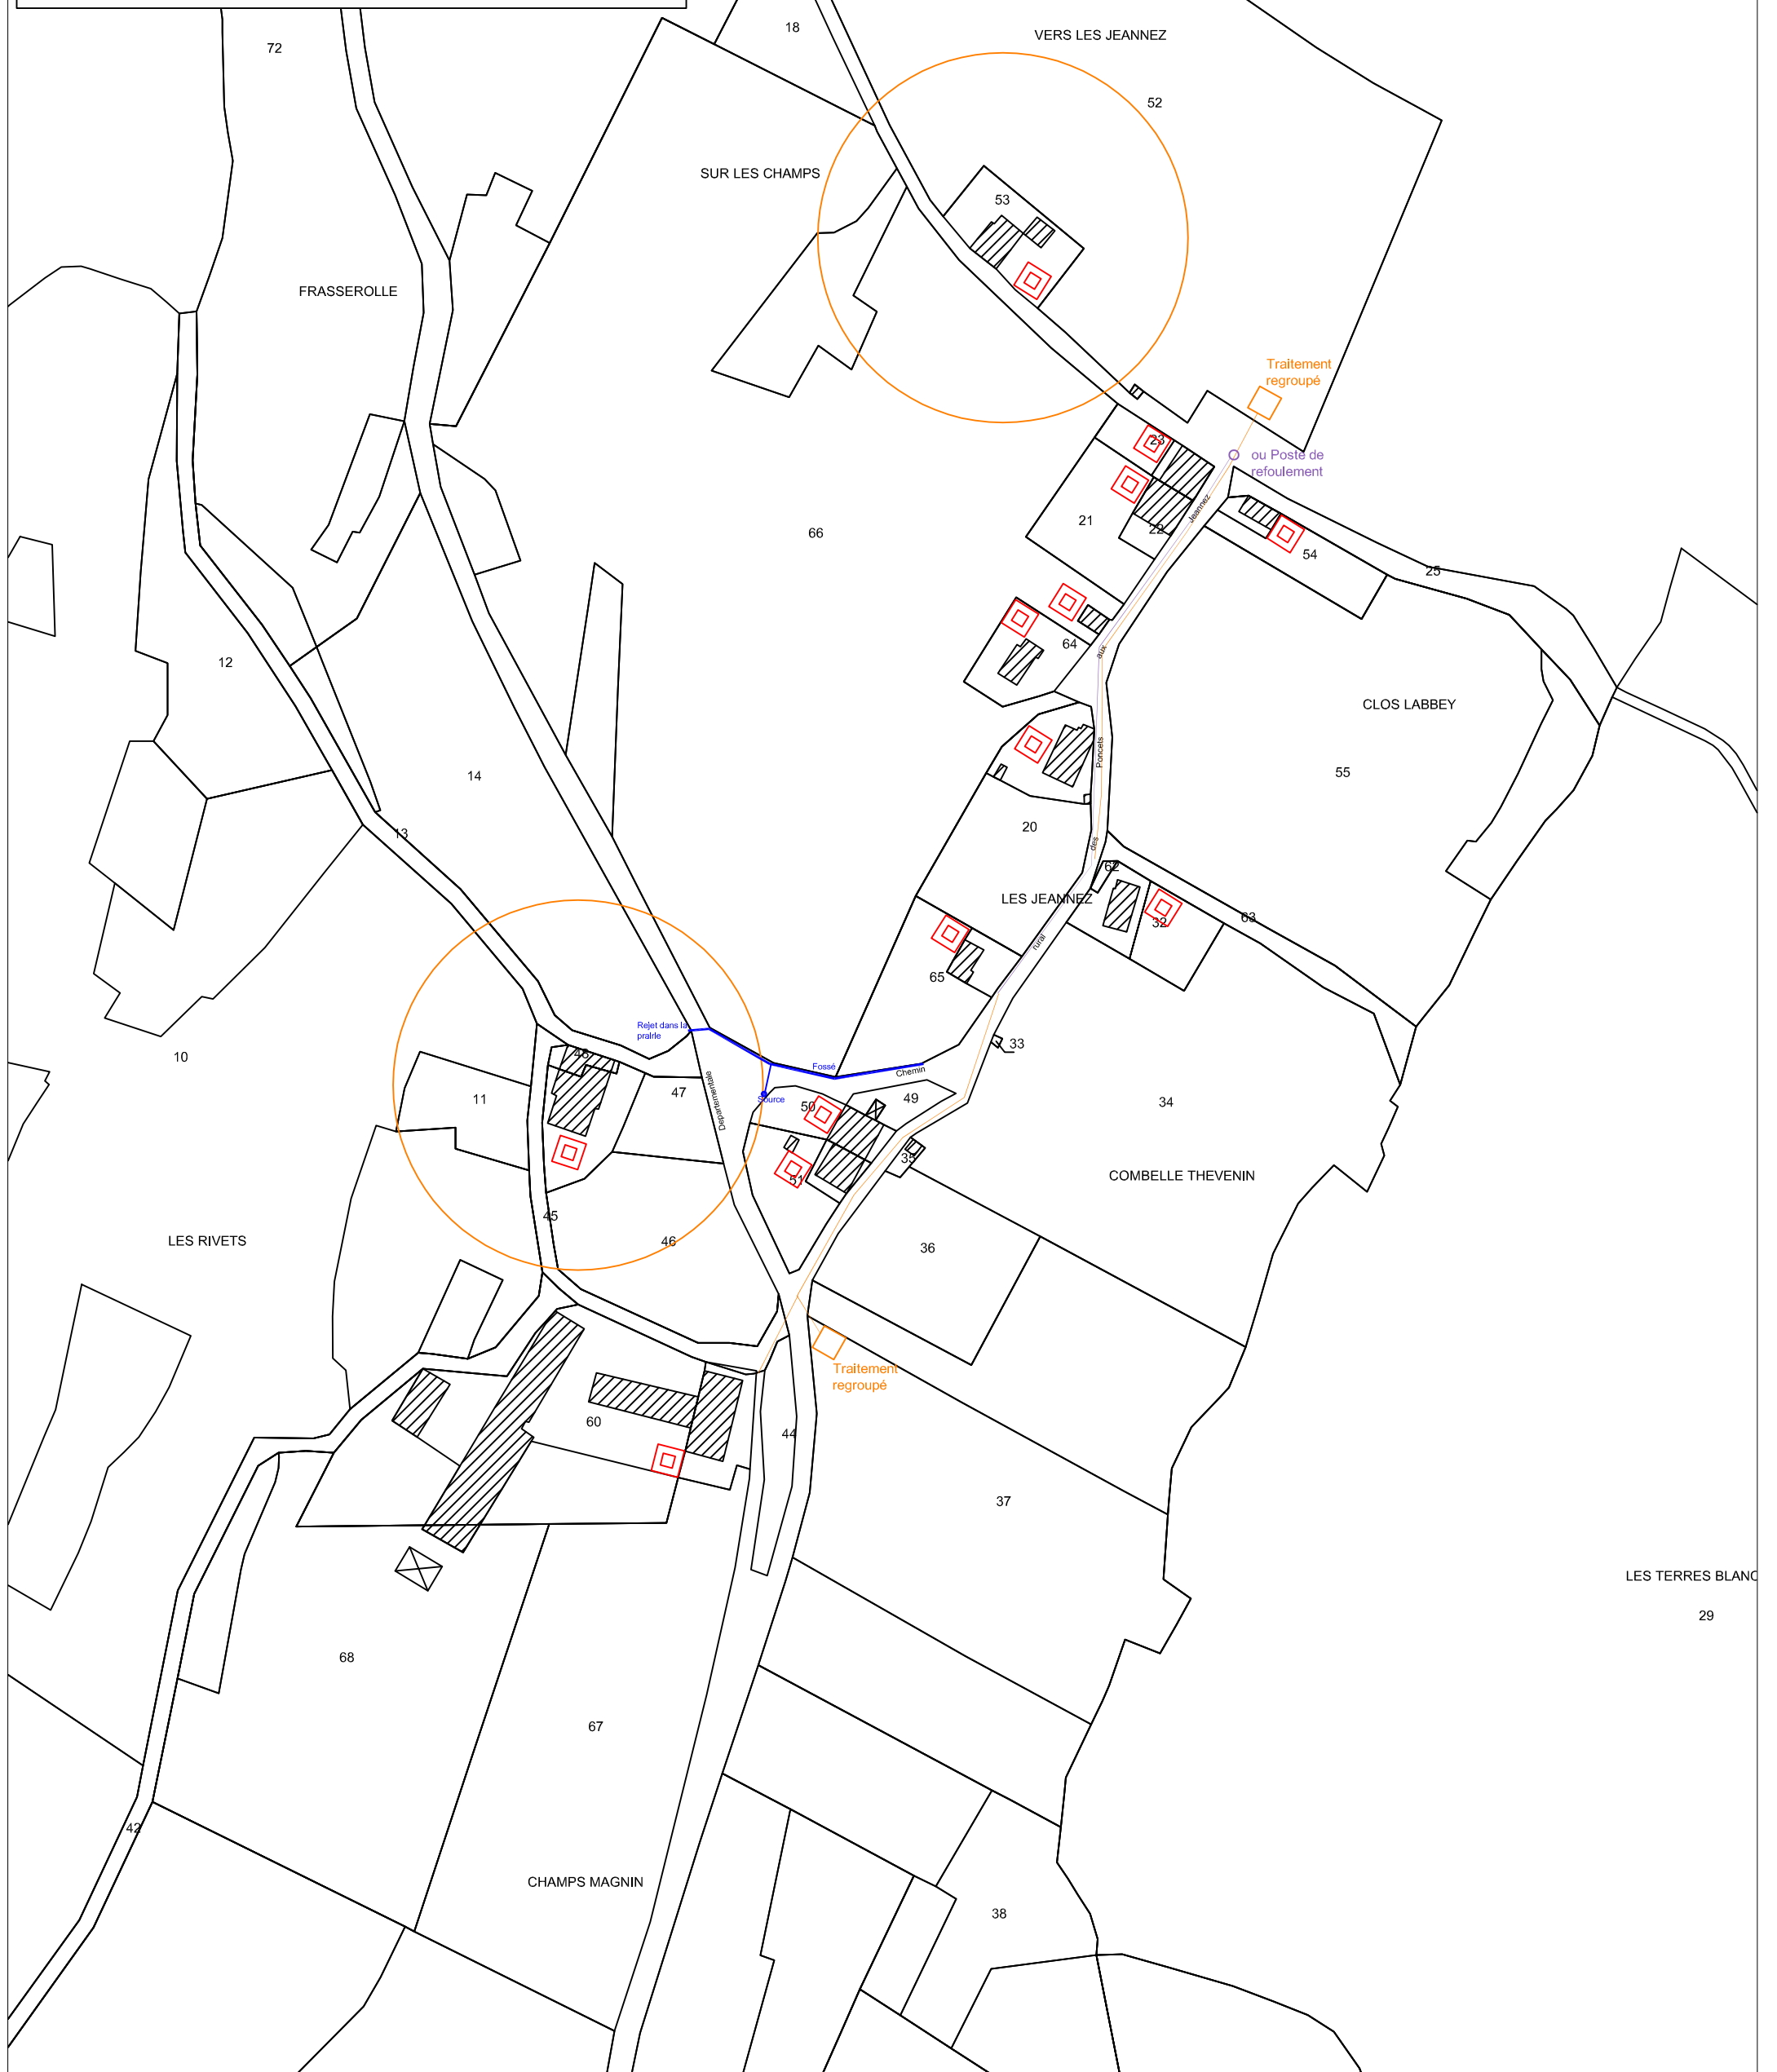 72
18
VERS LES JEANNEZ
52
SUR LES CHAMPS
53
FRASSEROLLE
Traitement
regroupé
23
ou Poste de
refoulement
Jeannez
21
22
66
54
25
64
aux
12
CLOS LABBEY
Poncets
55
14
20
13
des
62
LES JEANNEZ
32
63
rural
65
Rejet dans la
prairie
33
48
10
Fossé
Chemin
11
47
Departementale
Source
50
49
34
35
51
COMBELLE THEVENIN
45
46
LES RIVETS
36
Traitement
regroupé
60
44
37
LES TERRES BLANC
29
68
67
42
CHAMPS MAGNIN
38